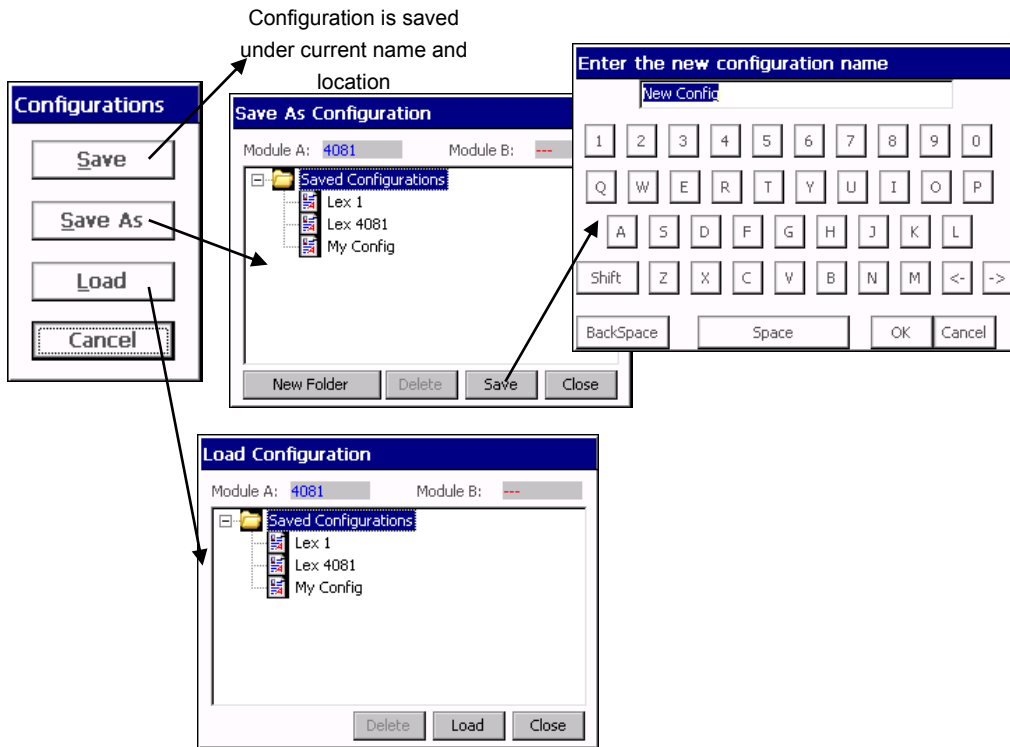 Configuration is saved
under current name and
location
Configurations
Save
Save As
Load
Cancel
Save As Configuration
Module A: 4081 Module B: ---
Saved Configurations
Lex 1
Lex 4081
My Config
New Folder Delete Save Close
Enter the new configuration name
New Config
1 2 3 4 5 6 7 8 9 0
Q W E R T Y U I O P
A S D F G H J K L
Shift Z X C V B N M <- ->
BackSpace Space OK Cancel
Load Configuration
Module A: 4081 Module B: ---
Saved Configurations
Lex 1
Lex 4081
My Config
Delete Load Close